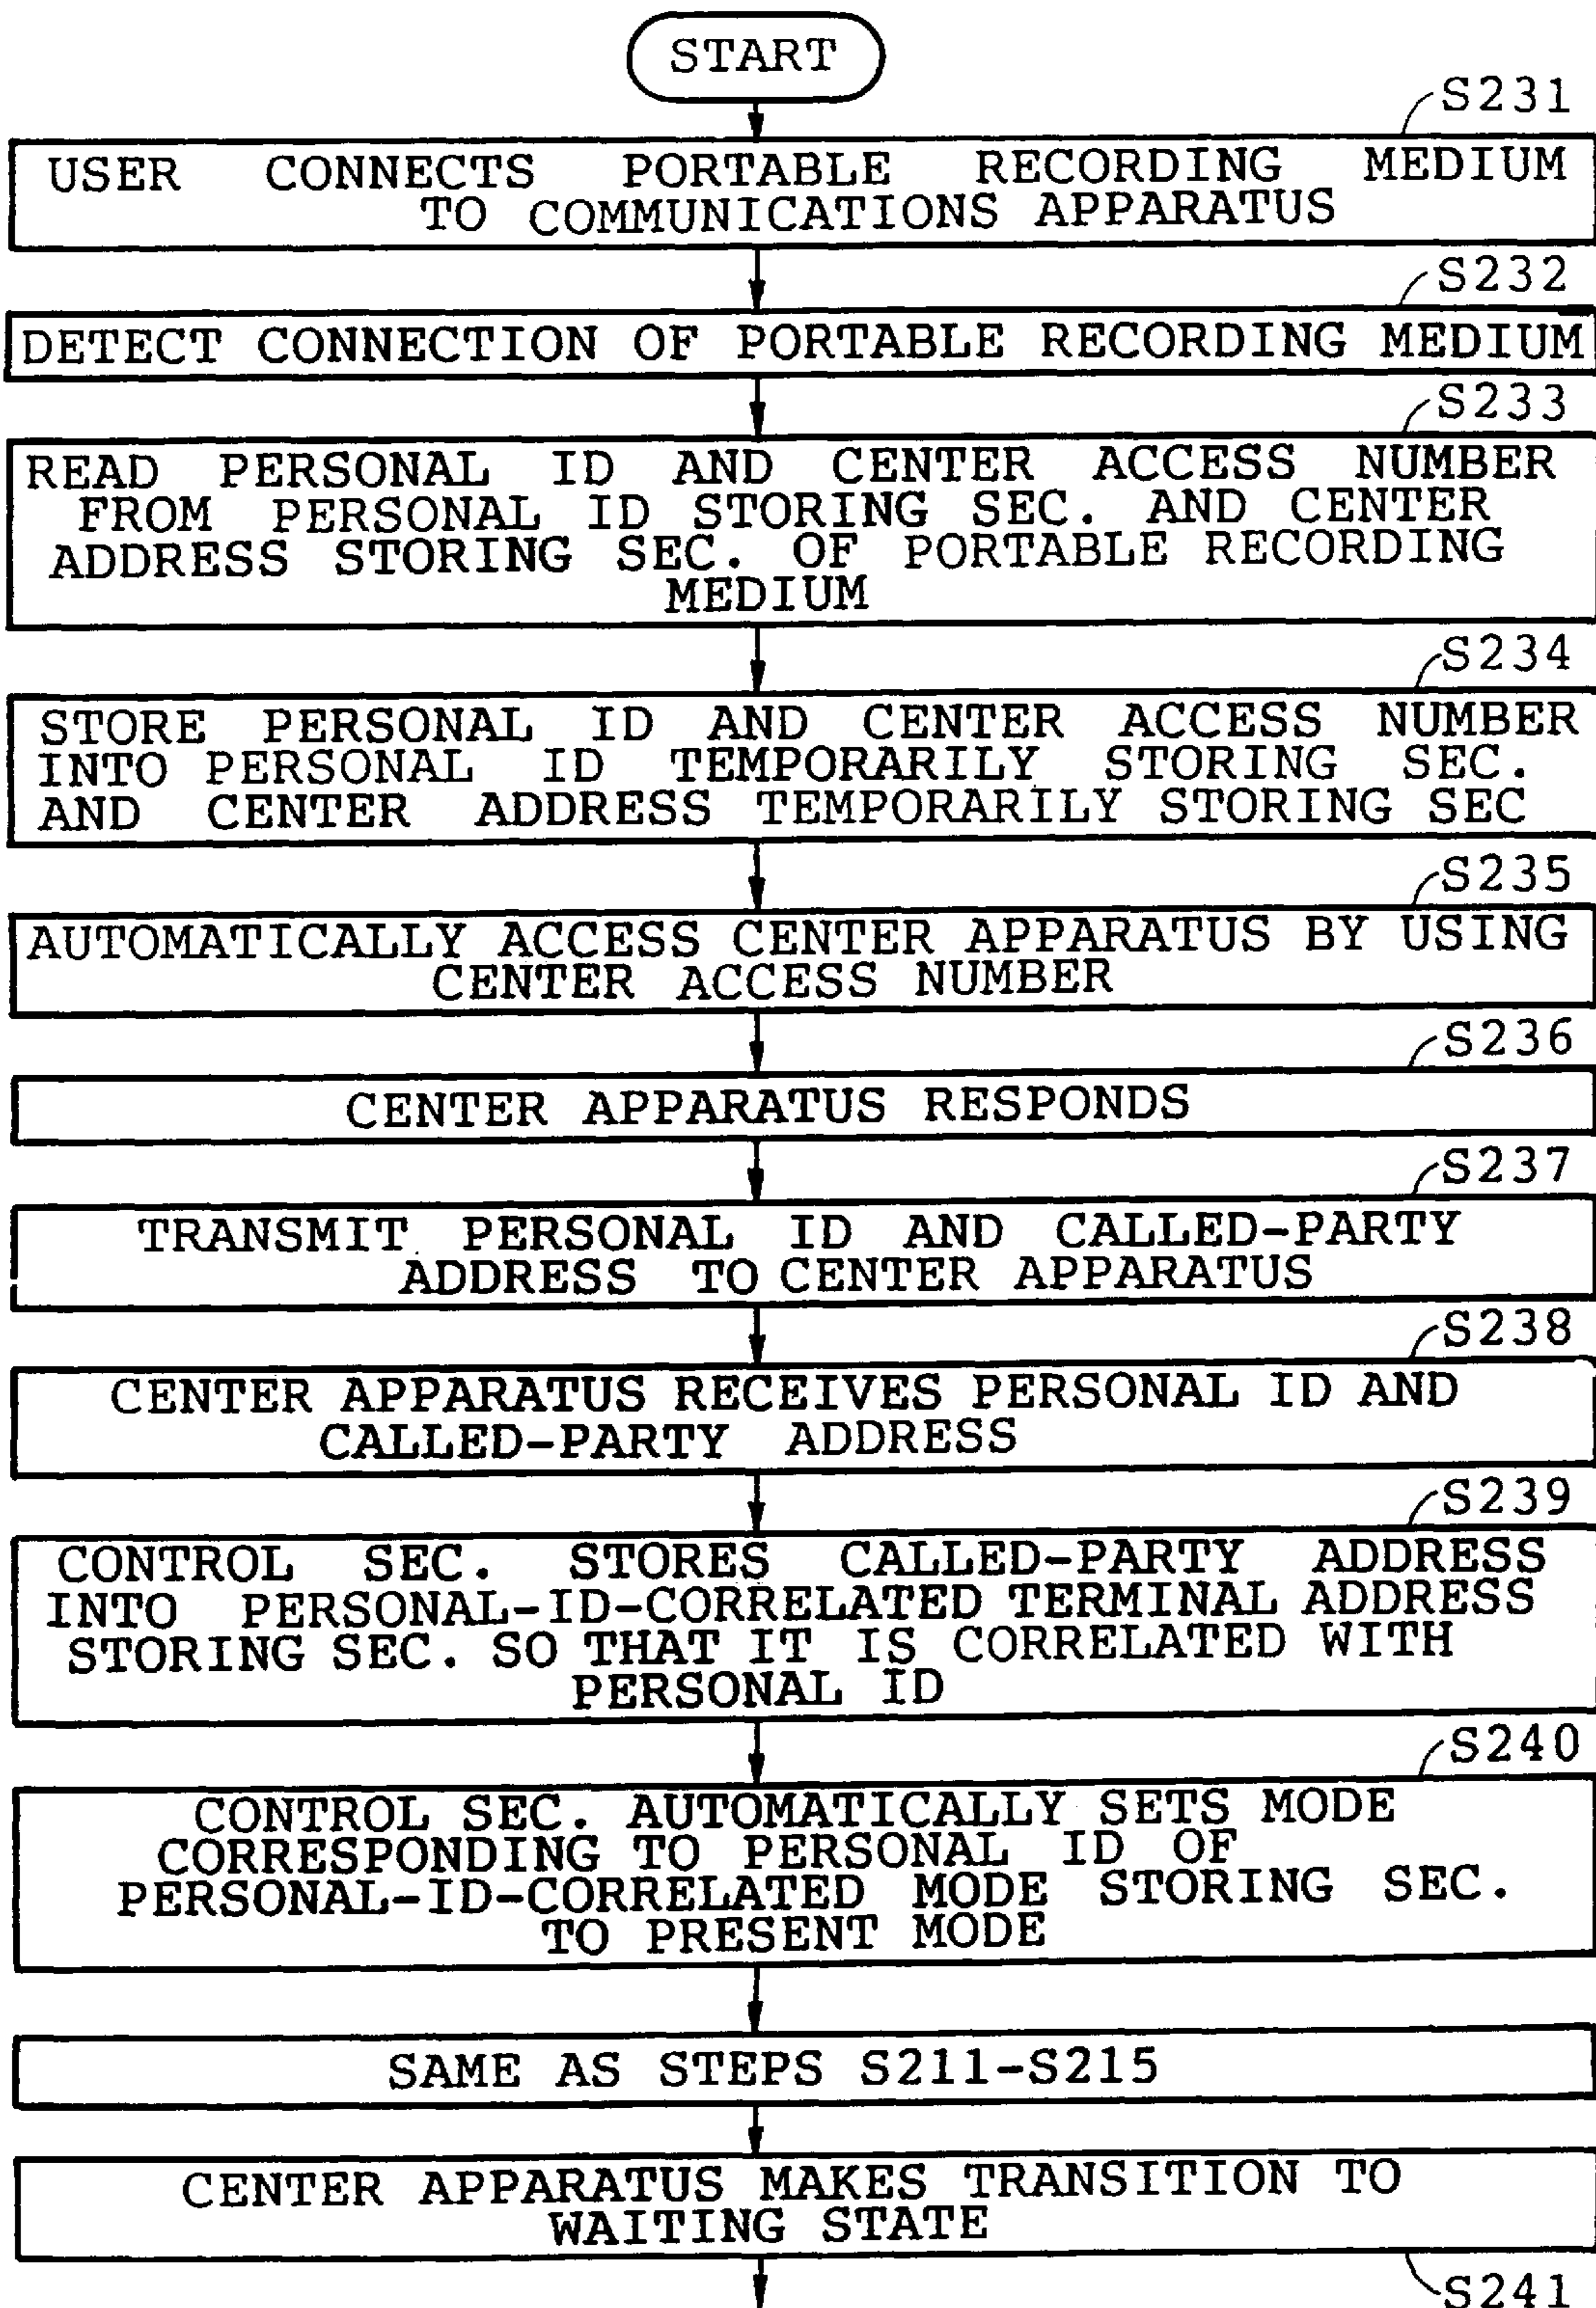 START
S231
USER CONNECTS PORTABLE RECORDING MEDIUM
TO COMMUNICATIONS APPARATUS
S232
DETECT CONNECTION OF PORTABLE RECORDING MEDIUM
S233
READ PERSONAL ID AND CENTER ACCESS NUMBER
FROM PERSONAL ID STORING SEC. AND CENTER
ADDRESS STORING SEC. OF PORTABLE RECORDING
MEDIUM
S234
STORE PERSONAL ID AND CENTER ACCESS NUMBER
INTO PERSONAL ID TEMPORARILY STORING SEC.
AND CENTER ADDRESS TEMPORARILY STORING SEC
S235
AUTOMATICALLY ACCESS CENTER APPARATUS BY USING
CENTER ACCESS NUMBER
S236
CENTER APPARATUS RESPONDS
S237
TRANSMIT PERSONAL ID AND CALLED-PARTY
ADDRESS TO CENTER APPARATUS
S238
CENTER APPARATUS RECEIVES PERSONAL ID AND
CALLED-PARTY ADDRESS
S239
CONTROL SEC. STORES CALLED-PARTY ADDRESS
INTO PERSONAL-ID-CORRELATED TERMINAL ADDRESS
STORING SEC. SO THAT IT IS CORRELATED WITH
PERSONAL ID
S240
CONTROL SEC. AUTOMATICALLY SETS MODE
CORRESPONDING TO PERSONAL ID OF
PERSONAL-ID-CORRELATED MODE STORING SEC.
TO PRESENT MODE
SAME AS STEPS S211-S215
CENTER APPARATUS MAKES TRANSITION TO
WAITING STATE
S241